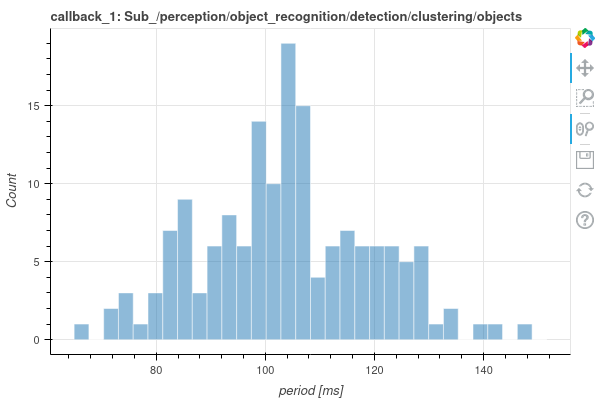 callback_1: Sub_/perception/object_recognition/detection/clustering/objects
Count
15
10
5
0
80
100
120
140
period [ms]